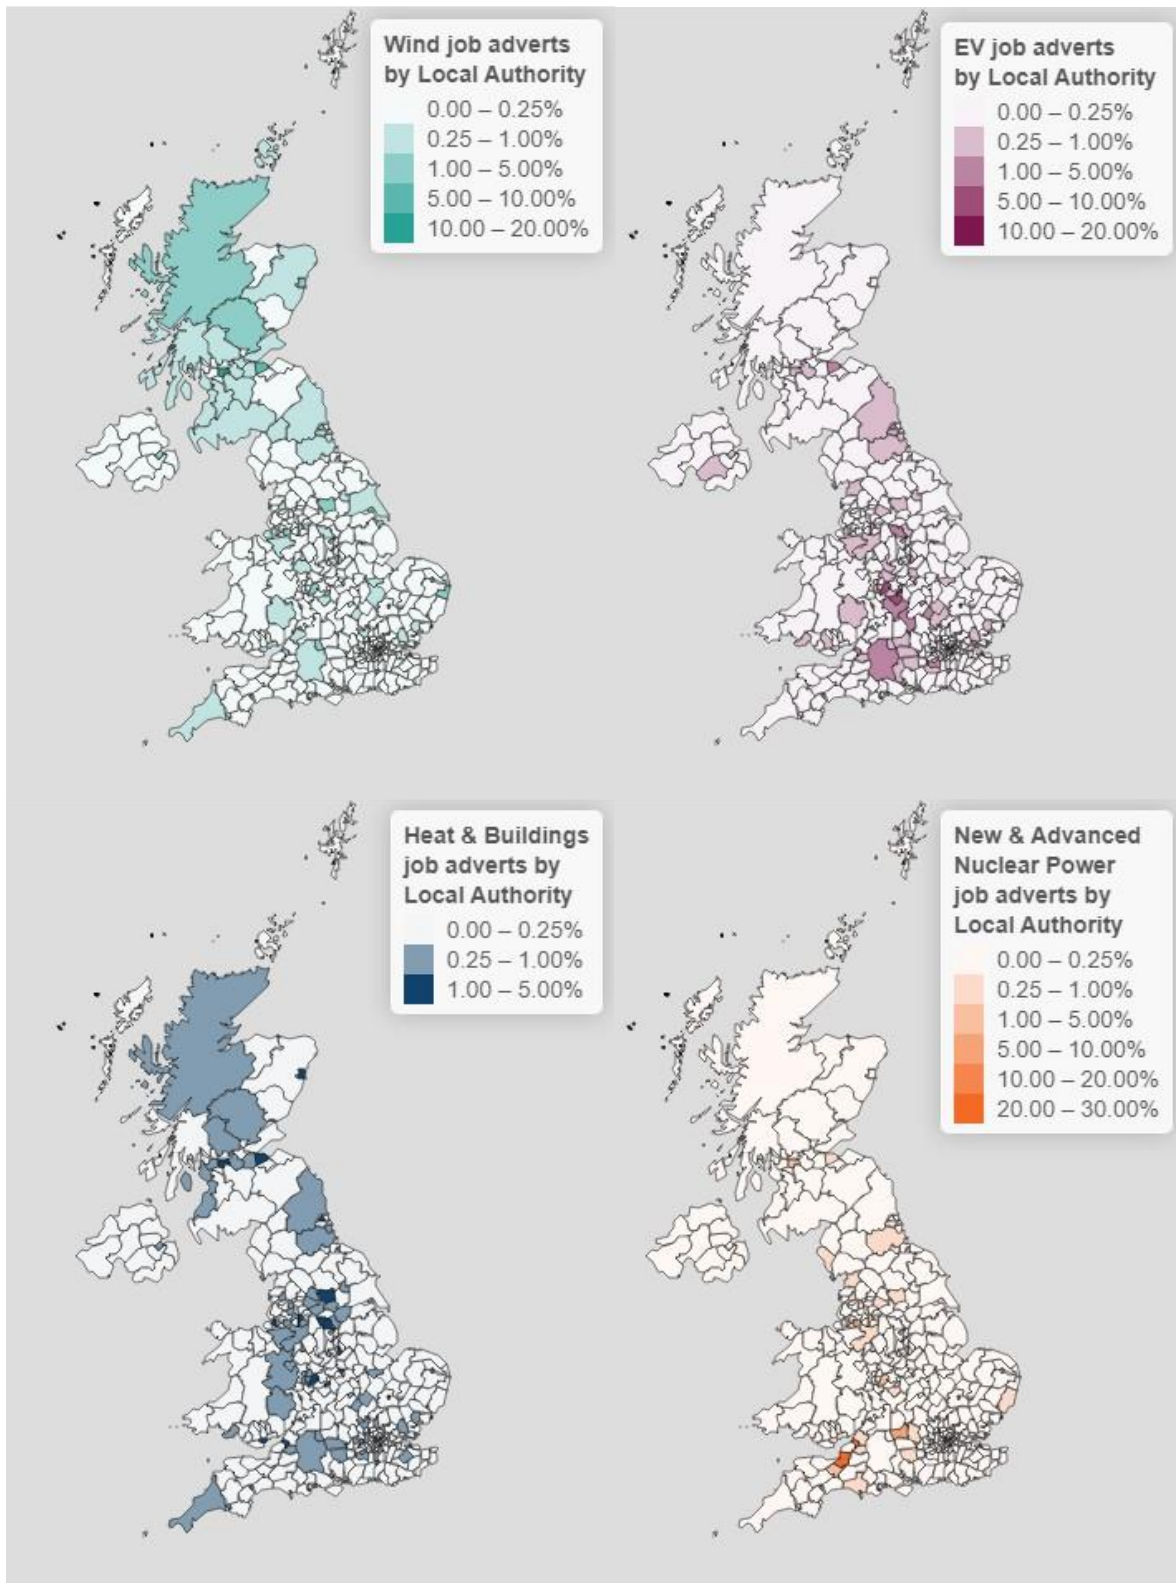 Wind job adverts
by Local Authority
0.00 – 0.25%
0.25 – 1.00%
1.00 – 5.00%
5.00 – 10.00%
10.00 – 20.00%
EV job adverts
by Local Authority
0.00 – 0.25%
0.25 – 1.00%
1.00 – 5.00%
5.00 – 10.00%
10.00 – 20.00%
Heat & Buildings
job adverts by
Local Authority
0.00 – 0.25%
0.25 – 1.00%
1.00 – 5.00%
New & Advanced
Nuclear Power
job adverts by
Local Authority
0.00 – 0.25%
0.25 – 1.00%
1.00 – 5.00%
5.00 – 10.00%
10.00 – 20.00%
20.00 – 30.00%